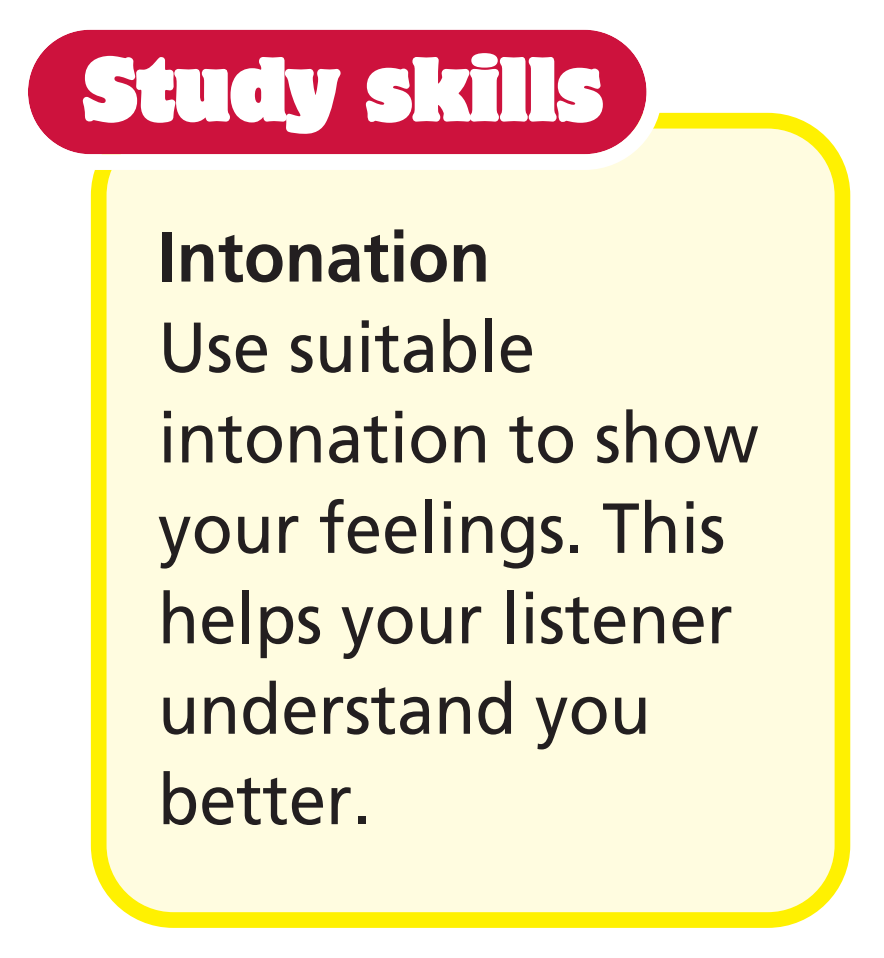 Study skills
Intonation
Use suitable
intonation to show
your feelings. This
helps your listener
understand you
better.